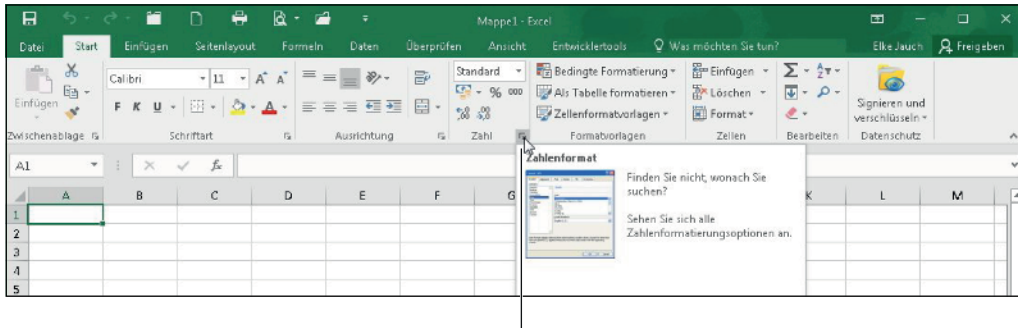 Mappe1 - Excel
Datei Start Einfügen Seitenlayout Formeln Daten Überprüfen Ansicht Entwicklertools Was möchten Sie tun? Elke Jauch Freigeben
Calibri 11 Standard Bedingte Formatierung Einfügen
Als Tabelle formatieren Löschen
Einfügen F K U % 000 Zellenformatvorlagen Format Signieren und
verschlüsseln
Zwischenablage Schriftart Ausrichtung Zahl Formatvorlagen Zellen Bearbeiten Datenschutz
A1 fx
Zahlenformat
Finden Sie nicht, wonach Sie
suchen?
Sehen Sie sich alle
Zahlenformatierungsoptionen an.
A B C D E F G K L M
1
2
3
4
5